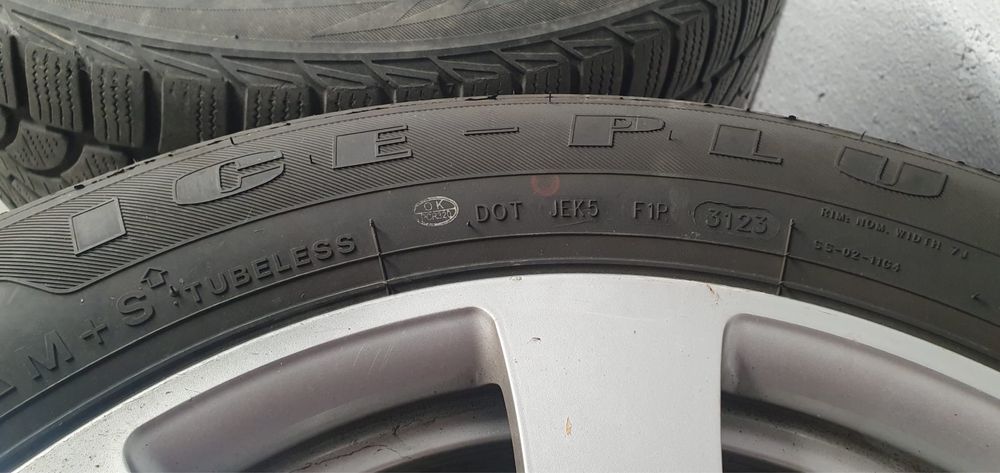 ICE-PLU
OK
DOT JEK5 F1P 3123
RIM: NOM. WIDTH 7J
M+S TUBELESS